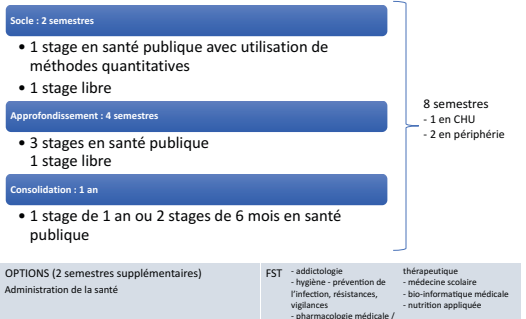 Socle : 2 semestres
• 1 stage en santé publique avec utilisation de
méthodes quantitatives
• 1 stage libre
Approfondissement : 4 semestres
• 3 stages en santé publique
1 stage libre
Consolidation : 1 an
• 1 stage de 1 an ou 2 stages de 6 mois en santé
publique
8 semestres
- 1 en CHU
- 2 en périphérie
OPTIONS (2 semestres supplémentaires)
Administration de la santé
FST
- addictologie
- hygiène - prévention de
l'infection, résistances,
vigilances
- pharmacologie médicale /
thérapeutique
- médecine scolaire
- bio-informatique médicale
- nutrition appliquée